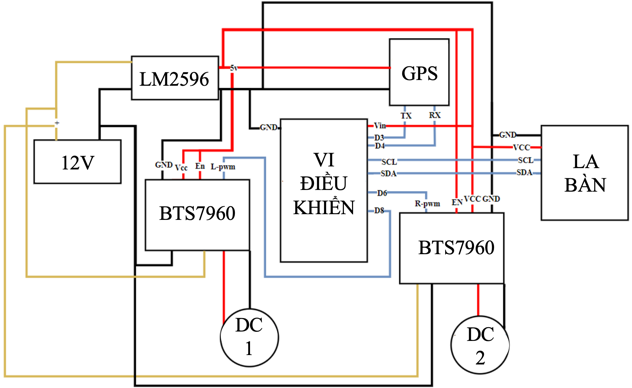 LM2596
5v
GPS
TX
RX
+
12V
GND
Vcc
En
L-pwm
GND
VI
ĐIỀU
KHIỂN
Vin
D3
D4
SCL
SDA
D6
D8
GND
VCC
SCL
SDA
LA
BÀN
R-pwm
EN
VCC
GND
BTS7960
BTS7960
DC
1
DC
2